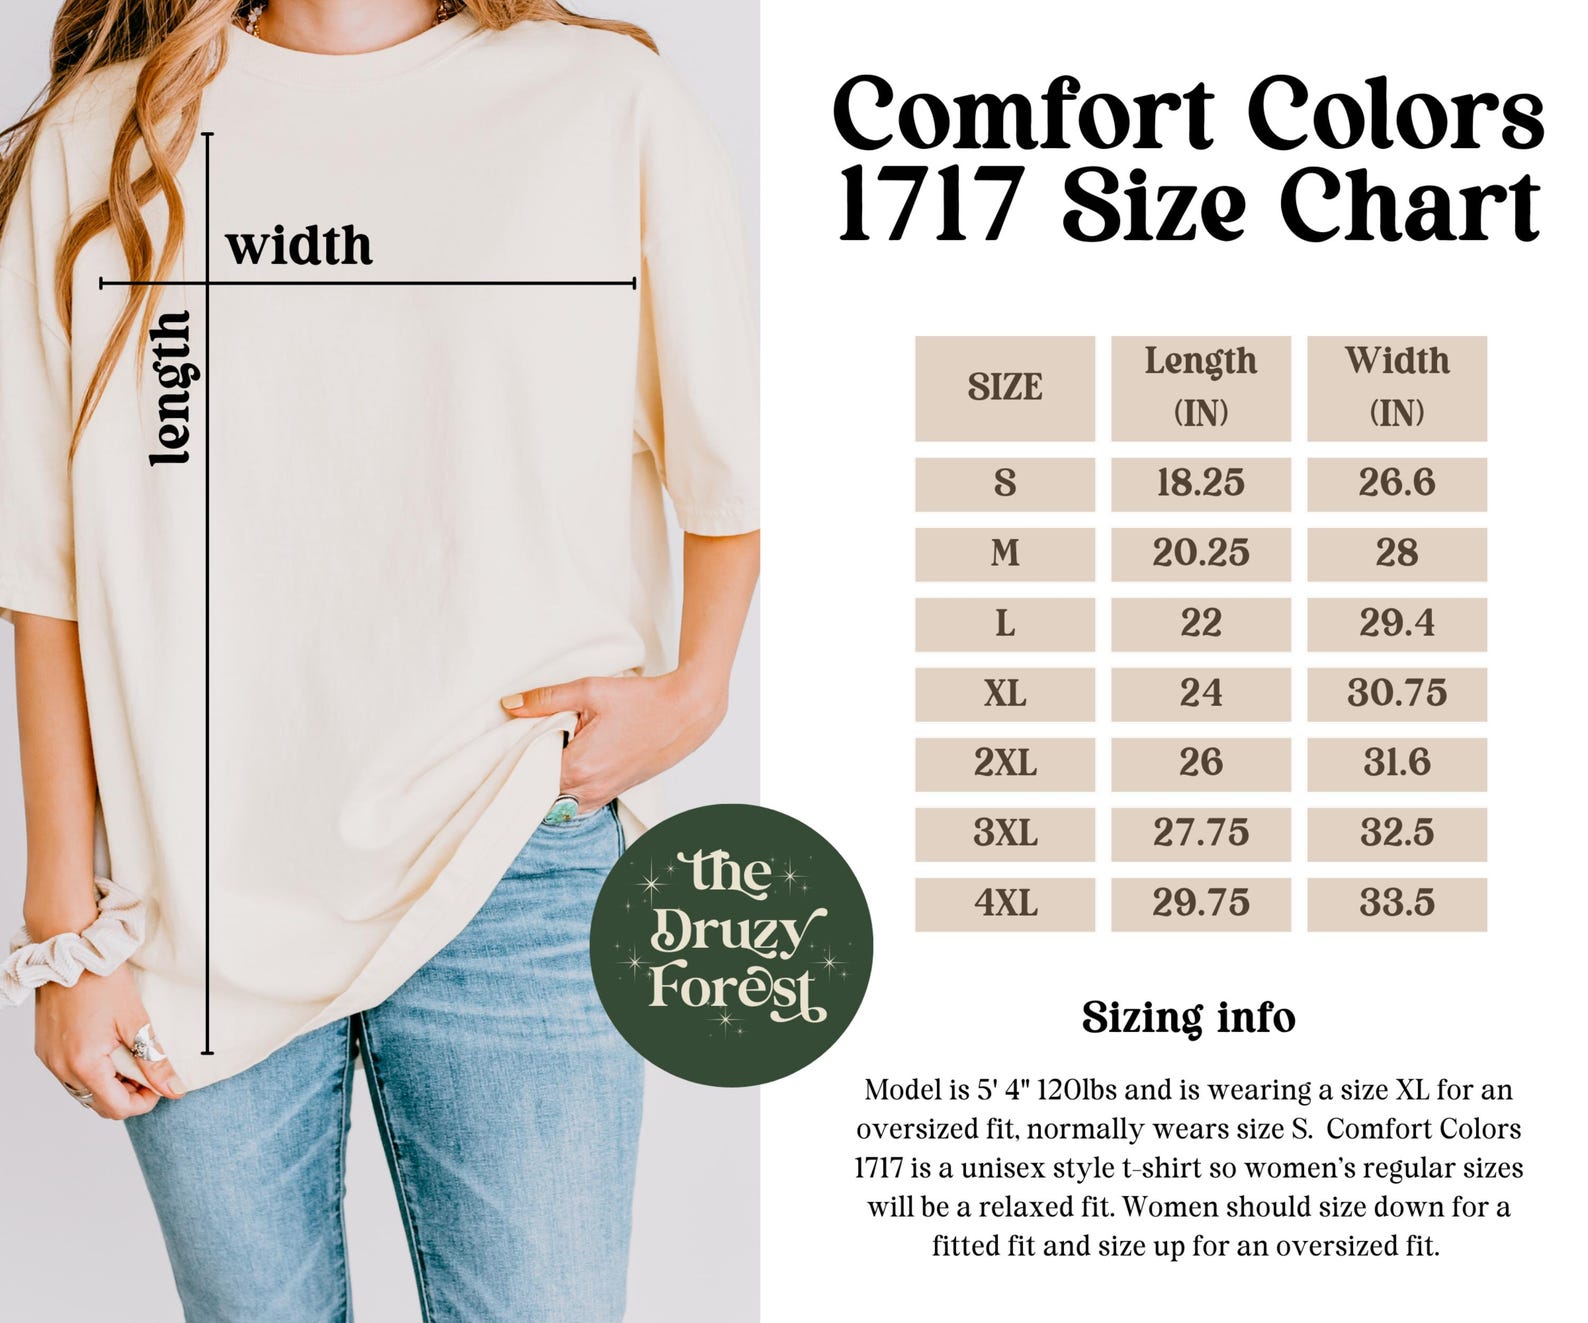 Comfort Colors
1717 Size Chart
width
length
SIZE Length (IN) Width (IN)
S 18.25 26.6
M 20.25 28
L 22 29.4
XL 24 30.75
2XL 26 31.6
3XL 27.75 32.5
4XL 29.75 33.5
the
Druzy
Forest
Sizing info
Model is 5' 4" 120lbs and is wearing a size XL for an
oversized fit, normally wears size S. Comfort Colors
1717 is a unisex style t-shirt so women's regular sizes
will be a relaxed fit. Women should size down for a
fitted fit and size up for an oversized fit.